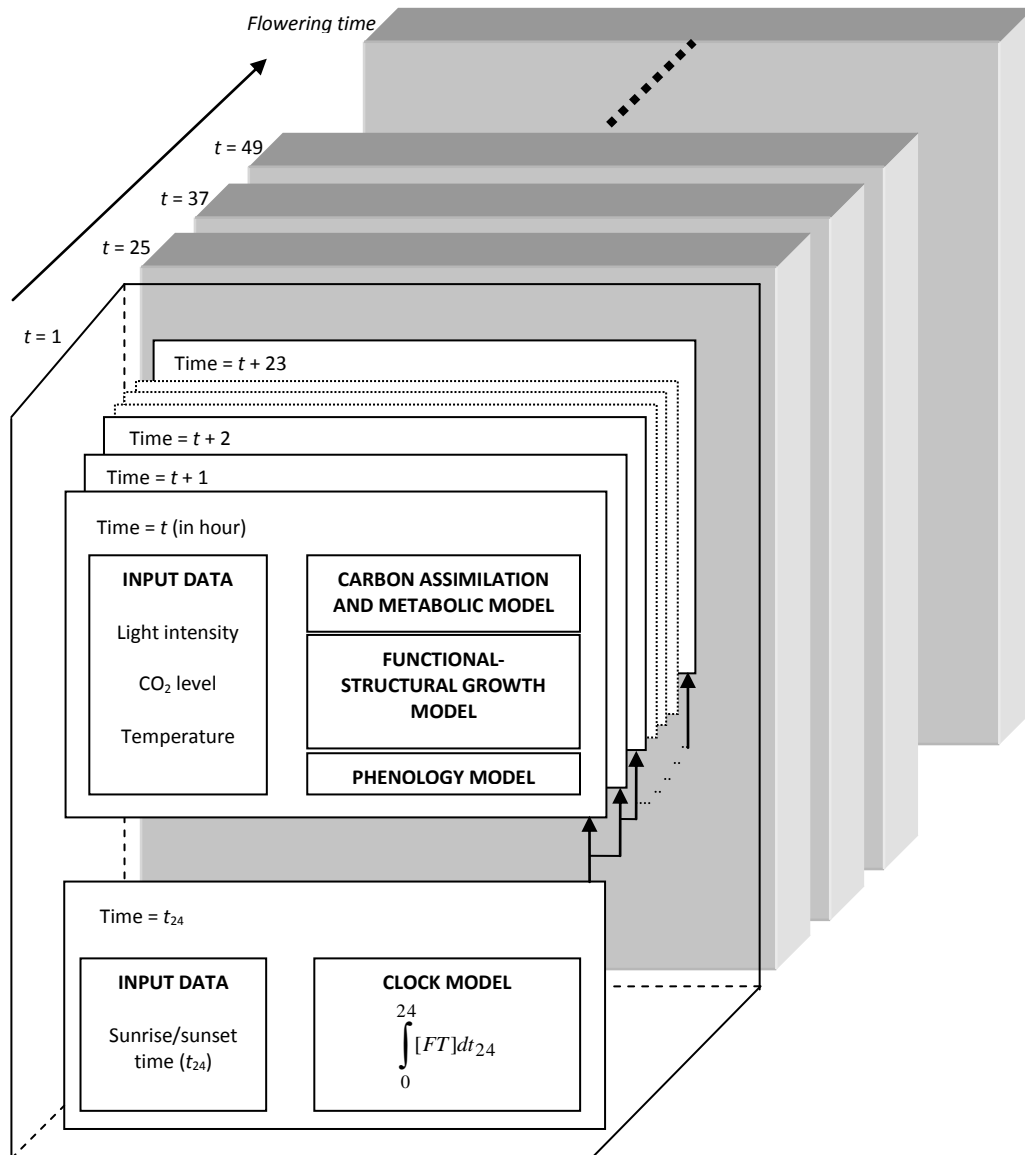 Flowering time
t = 49
t = 37
t = 25
t = 1
Time = t + 23
Time = t + 2
Time = t + 1
Time = t (in hour)
INPUT DATA
Light intensity
CO₂ level
Temperature
CARBON ASSIMILATION
AND METABOLIC MODEL
FUNCTIONAL-
STRUCTURAL GROWTH
MODEL
PHENOLOGY MODEL
Time = t₂₄
INPUT DATA
Sunrise/sunset
time (t₂₄)
CLOCK MODEL
24
∫[FT]dt₂₄
0